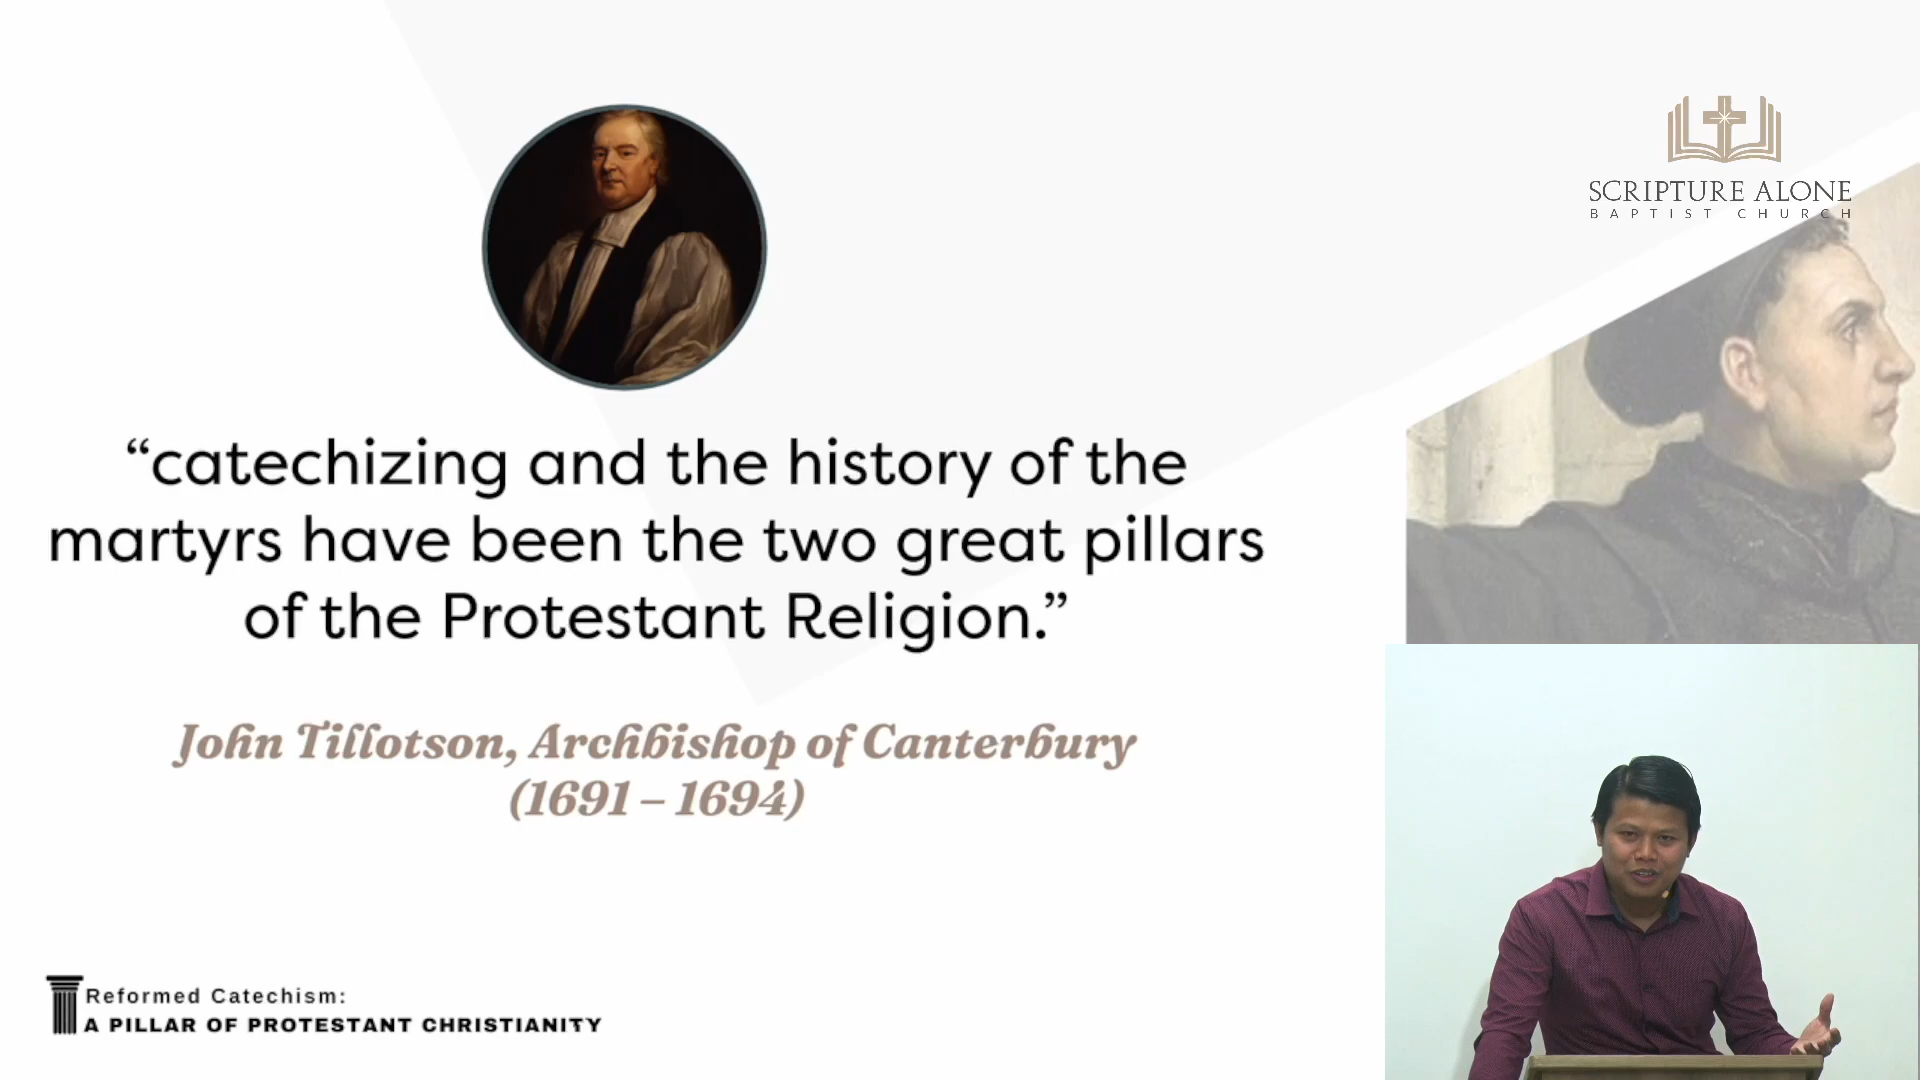 SCRIPTURE ALONE
BAPTIST CHURCH
“catechizing and the history of the
martyrs have been the two great pillars
of the Protestant Religion.”
John Tillotson, Archbishop of Canterbury
(1691 – 1694)
Reformed Catechism:
A PILLAR OF PROTESTANT CHRISTIANITY